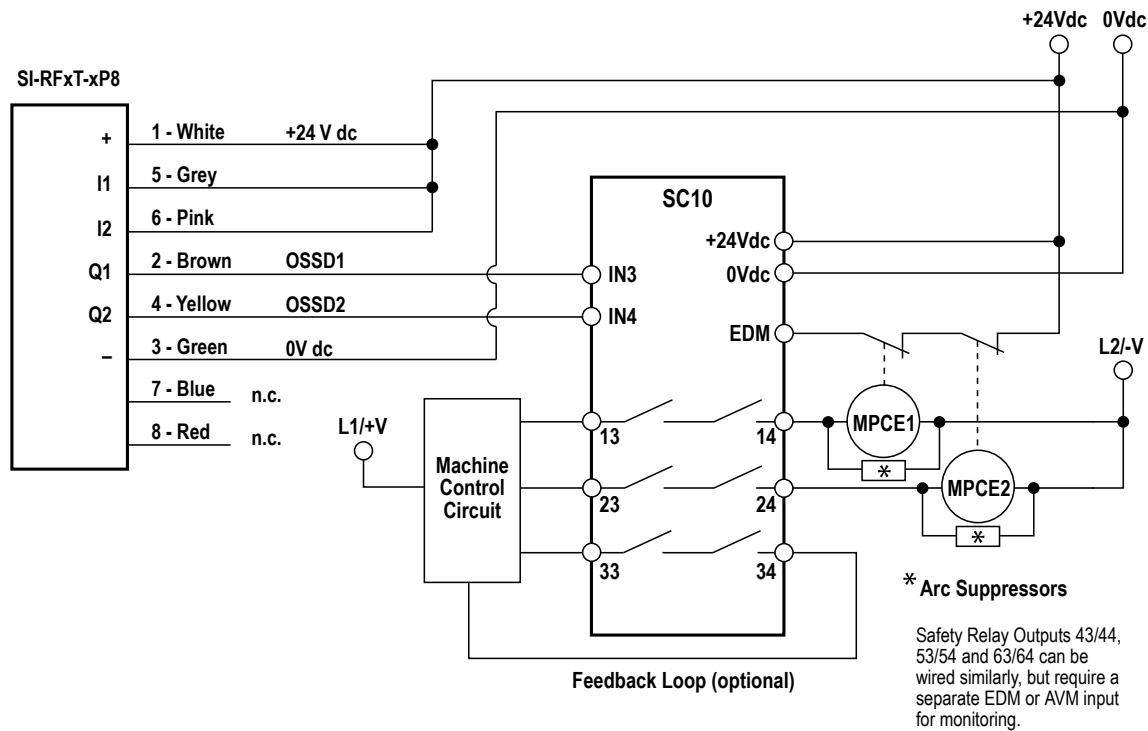 +24Vdc 0Vdc
SI-RFxT-xP8
+ 1 - White +24 V dc
I1 5 - Grey
I2 6 - Pink
Q1 2 - Brown OSSD1
Q2 4 - Yellow OSSD2
– 3 - Green 0V dc
7 - Blue n.c.
8 - Red n.c.
SC10
+24Vdc
0Vdc
IN3
IN4
EDM
L2/-V
L1/+V
Machine
Control
Circuit
13 14
23 24
33 34
MPCE1
*
MPCE2
*
Feedback Loop (optional)
* Arc Suppressors
Safety Relay Outputs 43/44,
53/54 and 63/64 can be
wired similarly, but require a
separate EDM or AVM input
for monitoring.